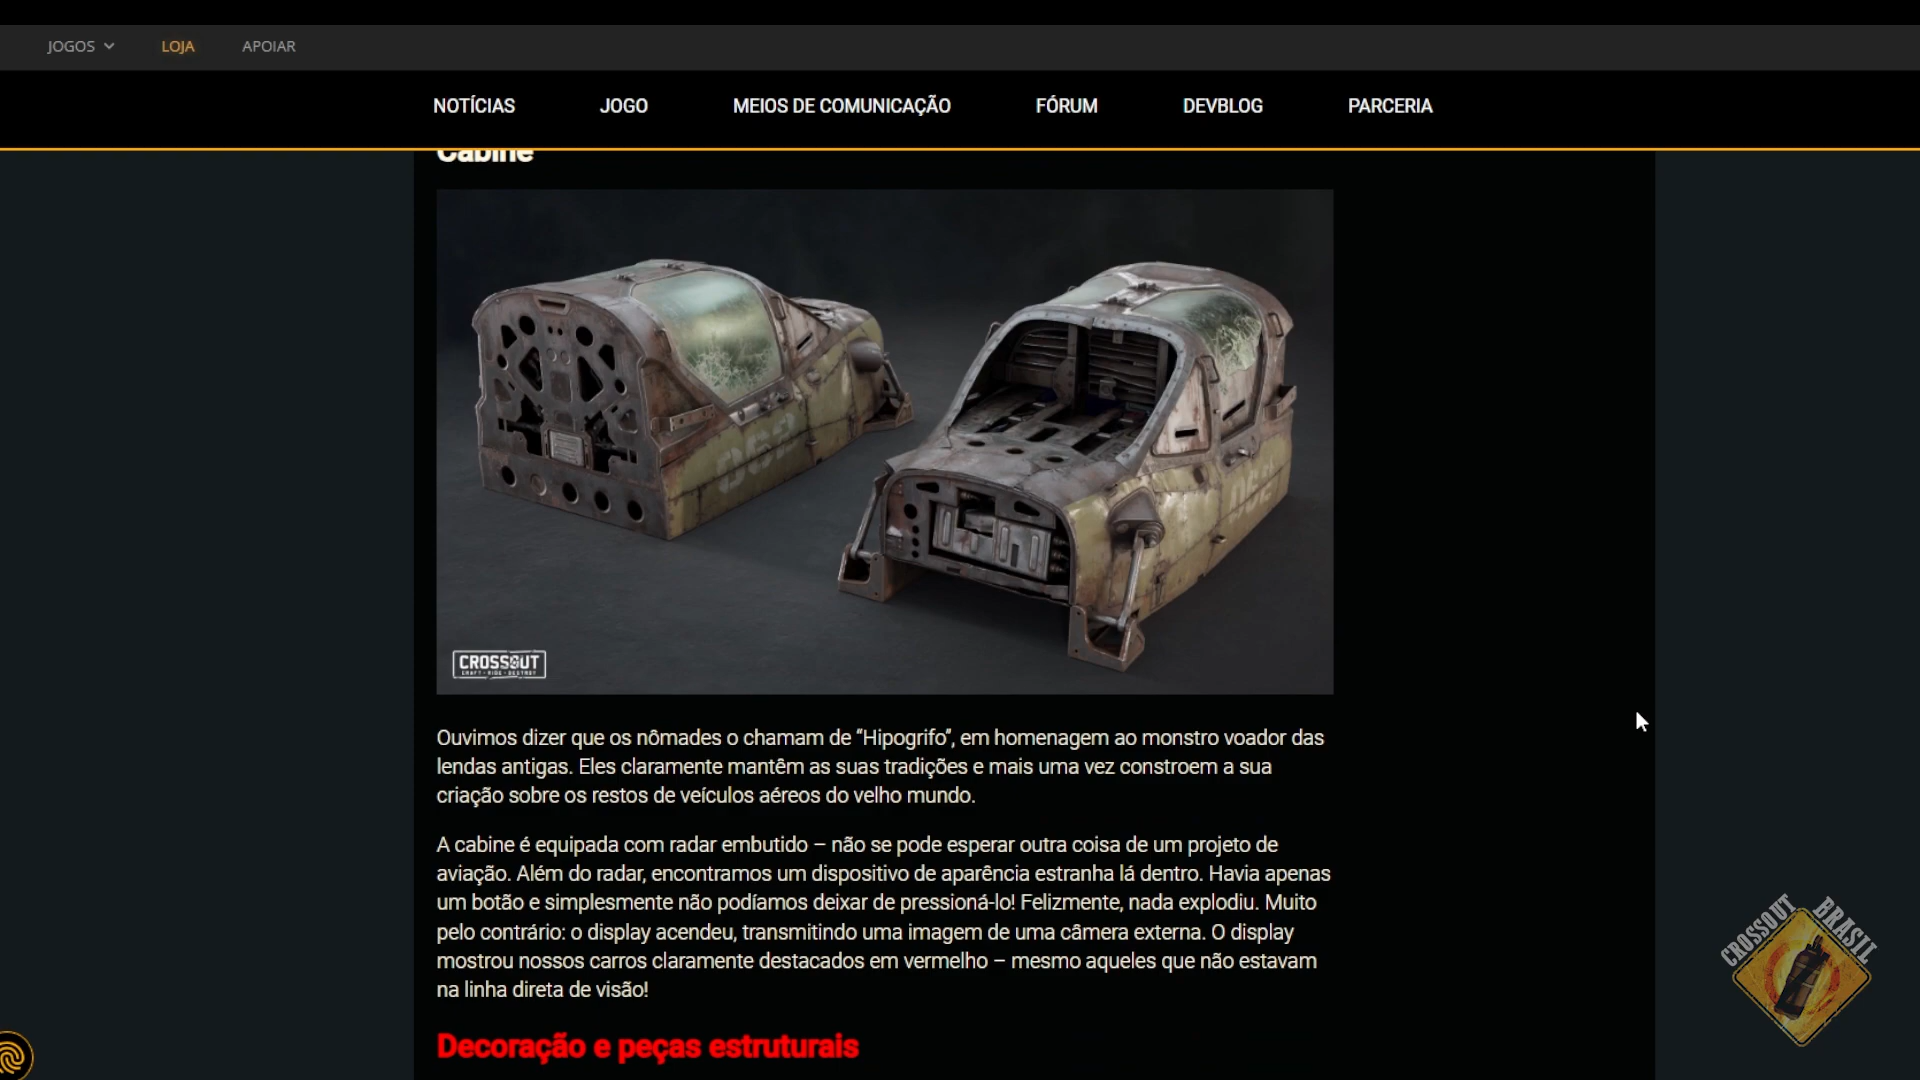 JOGOS
LOJA
APOIAR
NOTÍCIAS
JOGO
MEIOS DE COMUNICAÇÃO
FÓRUM
DEVBLOG
PARCERIA
Cabine
062
062
CROSSOUT
CRAFT • RIDE • DESTROY
Ouvimos dizer que os nômades o chamam de “Hipogrifo”, em homenagem ao monstro voador das
lendas antigas. Eles claramente mantêm as suas tradições e mais uma vez constroem a sua
criação sobre os restos de veículos aéreos do velho mundo.
A cabine é equipada com radar embutido – não se pode esperar outra coisa de um projeto de
aviação. Além do radar, encontramos um dispositivo de aparência estranha lá dentro. Havia apenas
um botão e simplesmente não podíamos deixar de pressioná-lo! Felizmente, nada explodiu. Muito
pelo contrário: o display acendeu, transmitindo uma imagem de uma câmera externa. O display
mostrou nossos carros claramente destacados em vermelho – mesmo aqueles que não estavam
na linha direta de visão!
Decoração e peças estruturais
CROSSOUT BRASIL